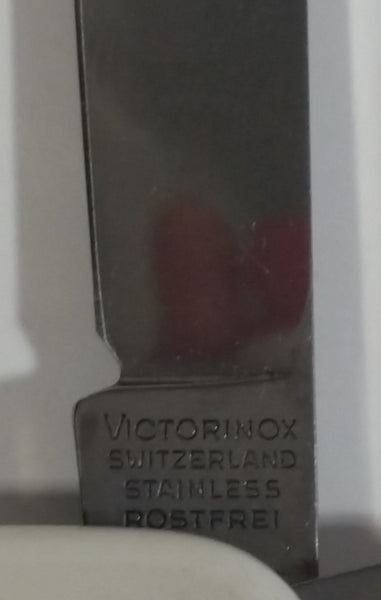 VICTORINOX
SWITZERLAND
STAINLESS
ROSTFREI